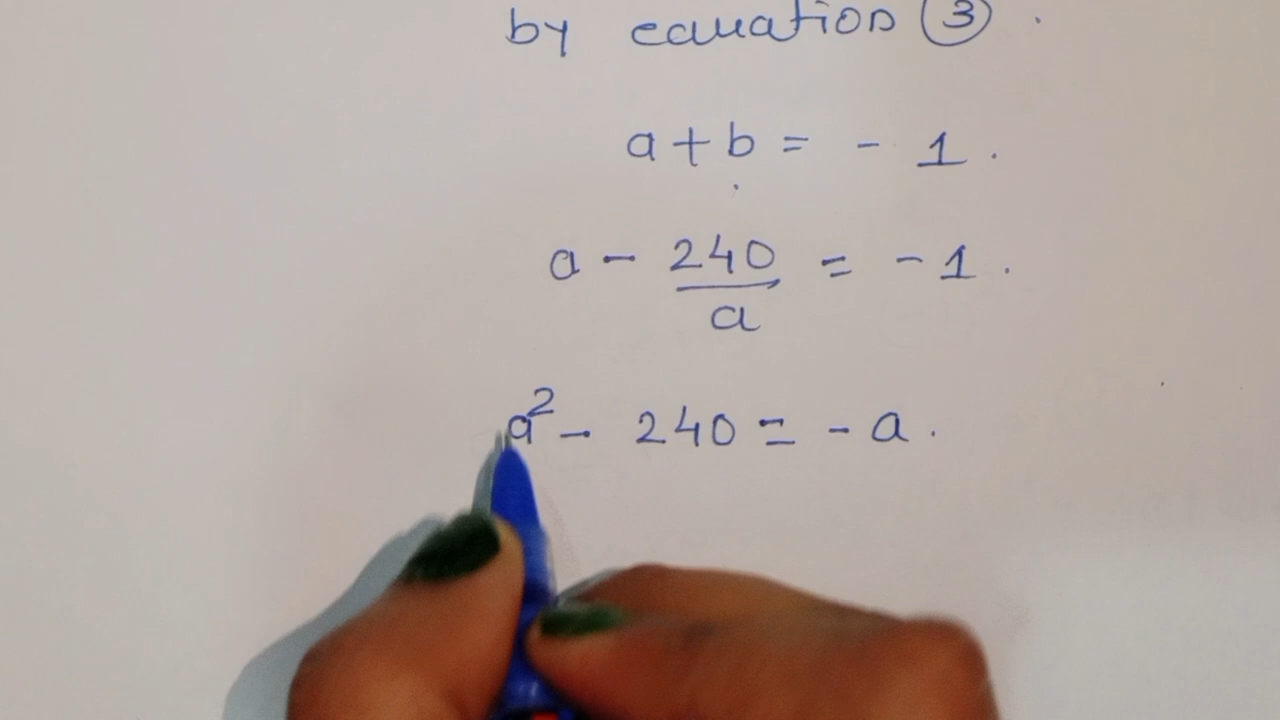 by equation ③.
a + b = - 1.
a - 240/a = - 1.
a² - 240 = - a.